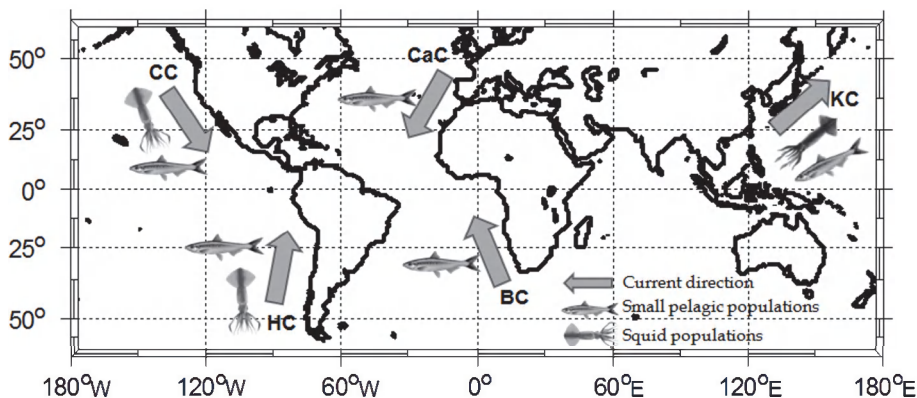 50°
25°
0°
25°
50°
CC
CaC
KC
HC
BC
Current direction
Small pelagic populations
Squid populations
180°W 120°W 60°W 0° 60°E 120°E 180°E